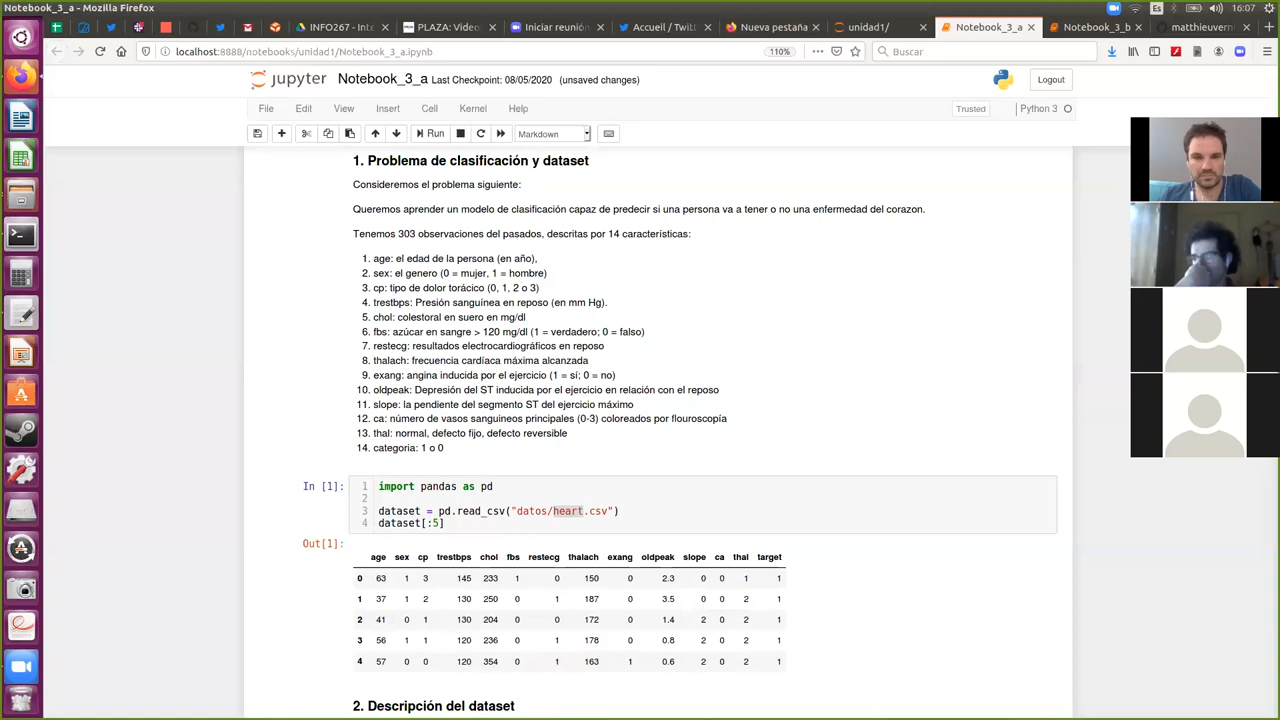 Notebook_3_a - Mozilla Firefox
Es
16:07
INFO267 - Inte
PLAZA: Vídeo
Iniciar reunión
Accueil / Twitt
Nueva pestaña
unidad1/
Notebook_3_a
Notebook_3_b
matthieuvern
localhost:8888/notebooks/unidad1/Notebook_3_a.ipynb
110%
Buscar
jupyter Notebook_3_a Last Checkpoint: 08/05/2020 (unsaved changes)
Logout
File Edit View Insert Cell Kernel Help
Trusted
Python 3
Run
Markdown
1. Problema de clasificación y dataset
Consideremos el problema siguiente:
Queremos aprender un modelo de clasificación capaz de predecir si una persona va a tener o no una enfermedad del corazon.
Tenemos 303 observaciones del pasados, descritas por 14 características:
1. age: el edad de la persona (en año),
2. sex: el genero (0 = mujer, 1 = hombre)
3. cp: tipo de dolor torácico (0, 1, 2 o 3)
4. trestbps: Presión sanguínea en reposo (en mm Hg).
5. chol: colestoral en suero en mg/dl
6. fbs: azúcar en sangre > 120 mg/dl (1 = verdadero; 0 = falso)
7. restecg: resultados electrocardiográficos en reposo
8. thalach: frecuencia cardíaca máxima alcanzada
9. exang: angina inducida por el ejercicio (1 = sí; 0 = no)
10. oldpeak: Depresión del ST inducida por el ejercicio en relación con el reposo
11. slope: la pendiente del segmento ST del ejercicio máximo
12. ca: número de vasos sanguineos principales (0-3) coloreados por flouroscopía
13. thal: normal, defecto fijo, defecto reversible
14. categoria: 1 o 0
In [1]:
1 import pandas as pd
2
3 dataset = pd.read_csv("datos/heart.csv")
4 dataset[:5]
Out[1]:
age sex cp trestbps chol fbs restecg thalach exang oldpeak slope ca thal target
0 63 1 3 145 233 1 0 150 0 2.3 0 0 1 1
1 37 1 2 130 250 0 1 187 0 3.5 0 0 2 1
2 41 0 1 130 204 0 0 172 0 1.4 2 0 2 1
3 56 1 1 120 236 0 1 178 0 0.8 2 0 2 1
4 57 0 0 120 354 0 1 163 1 0.6 2 0 2 1
2. Descripción del dataset